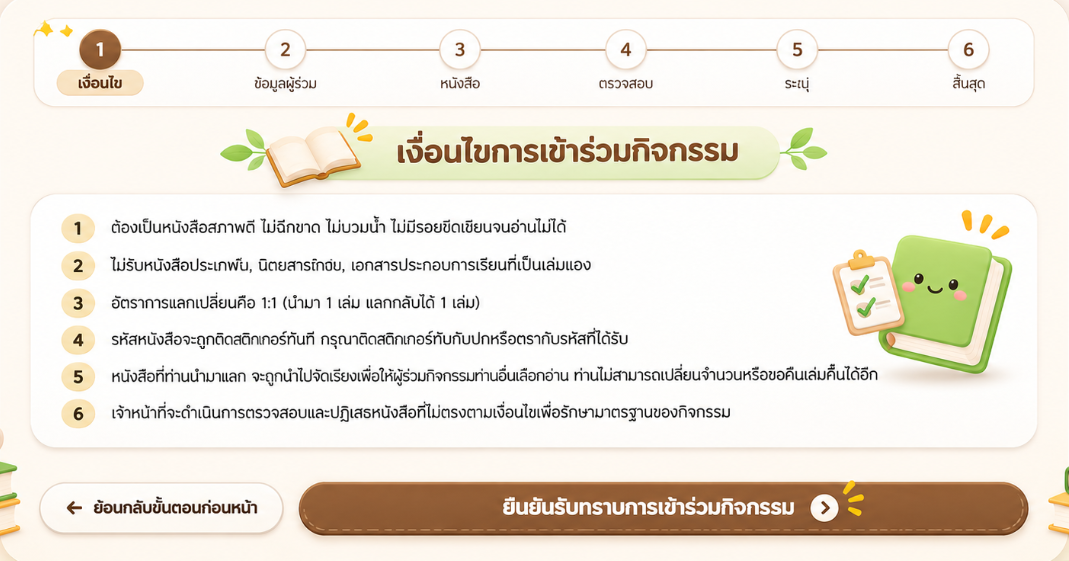 1
เงื่อนไข
2
ข้อมูลผู้ร่วม
3
หนังสือ
4
ตรวจสอบ
5
ระณุ่
6
สิ้นสุด
เงื่อนไขการเข้าร่วมกิจกรรม
1 ต้องเป็นหนังสือสภาพดี ไม่ฉีกขาด ไม่บวมน้ำ ไม่มีรอยขีดเขียนจนอ่านไม่ได้
2 ไม่รับหนังสือประเภท เอกสารประกอบการเรียนที่เป็นเล่มแอง
3 อัตราการแลกเปลี่ยนคือ 1:1 (นำมา 1 เล่ม แลกกลับได้ 1 เล่ม)
4 รหัสหนังสือจะถูกติดสติกเกอร์ทันที กรุณาติดสติกเกอร์ทับกับปกหรือตรากับรหัสที่ได้รับ
5 หนังสือที่ท่านนำมาแลก จะถูกนำไปจัดเรียงเพื่อให้ผู้ร่วมกิจกรรมท่านอื่นเลือกอ่าน ท่านไม่สามารถเปลี่ยนจำนวนหรือขอคืนเล่มคื้นได้อีก
6 เจ้าหน้าที่จะดำเนินการตรวจสอบและปฏิเสธหนังสือที่ไม่ตรงตามเงื่อนไขเพื่อรักษามาตรฐานของกิจกรรม
← ย้อนกลับขั้นตอนก่อนหน้า
ยืนยันรับทราบการเข้าร่วมกิจกรรม